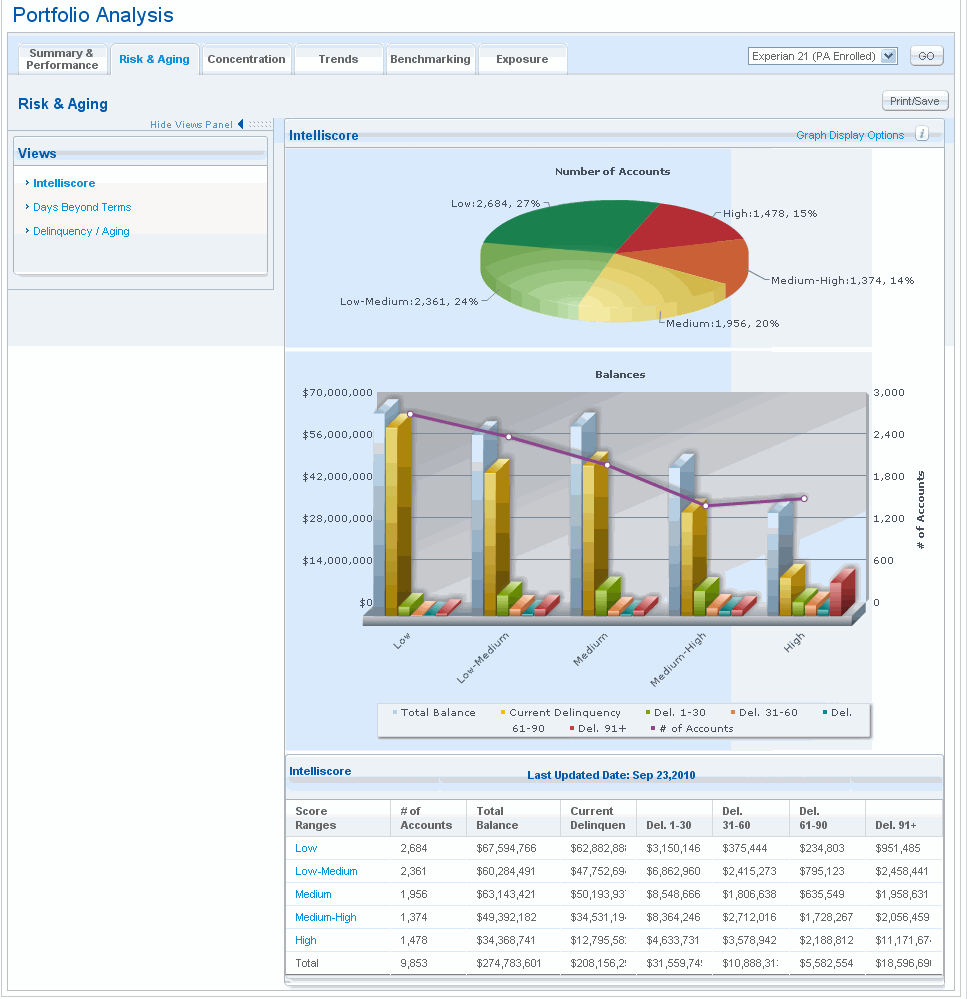 Portfolio Analysis
Summary & Performance
Risk & Aging
Concentration
Trends
Benchmarking
Exposure
Experian 21 (PA Enrolled)
GO
Risk & Aging
Print/Save
Hide Views Panel
Views
Intelliscore
Days Beyond Terms
Delinquency / Aging
Intelliscore
Graph Display Options
i
Number of Accounts
Low:2,684, 27%
High:1,478, 15%
Medium-High:1,374, 14%
Low-Medium:2,361, 24%
Medium:1,956, 20%
Balances
$70,000,000
$56,000,000
$42,000,000
$28,000,000
$14,000,000
$0
3,000
2,400
1,800
1,200
600
0
# of Accounts
Low
Low-Medium
Medium
Medium-High
High
Total Balance Current Delinquency Del. 1-30 Del. 31-60 Del.
61-90 Del. 91+ # of Accounts
Intelliscore
Last Updated Date: Sep 23,2010
Score # of Total Current Del. Del.
Ranges Accounts Balance Delinquen Del. 1-30 31-60 61-90 Del. 91+
Low 2,684 $67,594,766 $62,882,88 $3,150,146 $375,444 $234,803 $951,485
Low-Medium 2,361 $60,284,491 $47,752,69 $6,862,960 $2,415,273 $795,123 $2,458,441
Medium 1,956 $63,143,421 $50,193,93 $8,548,666 $1,806,638 $635,549 $1,958,631
Medium-High 1,374 $49,392,182 $34,531,19 $8,364,246 $2,712,016 $1,728,267 $2,056,459
High 1,478 $34,368,741 $12,795,58 $4,633,731 $3,578,942 $2,188,812 $11,171,67
Total 9,853 $274,783,601 $208,156,2 $31,559,74 $10,888,31 $5,582,554 $18,596,69